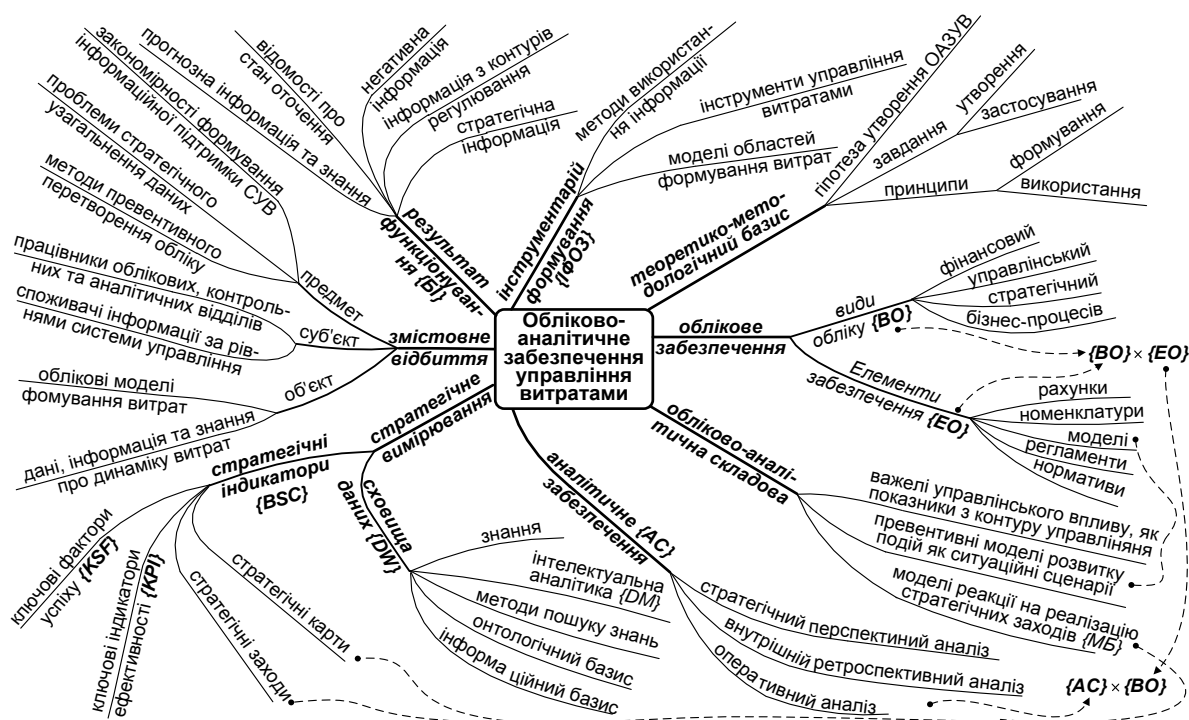 закономірності формування
інформаційної підтримки СУВ
прогнозна інформація та знання
відомості про
стан оточення
негативна
інформація
інформація з контурів
регулювання
стратегічна
інформація
результат
функціонуван-
ня {БІ}
методи використан-
ня інформації
інструменти управління
витратами
моделі областей
формування витрат
інструментарій
формування
{ІФОЗ}
гіпотеза утворення ОАЗУВ
завдання
утворення
застосування
принципи
формування
використання
теоретико-мето-
дологічний базис
проблеми стратегічного
узагальнення даних
методи превентивного
перетворення обліку
предмет
працівники облікових, контроль-
них та аналітичних відділів
споживачі інформації за рів-
нями системи управління
суб'єкт
облікові моделі
фомування витрат
дані, інформація та знання
про динаміку витрат
об'єкт
змістовне
відбиття
Обліково-
аналітичне
забезпечення
управління
витратами
облікове
забезпечення
види
обліку {ВО}
фінансовий
управлінський
стратегічний
бізнес-процесів
{ВО} × {ЕО}
Елементи
забезпечення {ЕО}
рахунки
номенклатури
моделі
регламенти
нормативи
обліково-аналі-
тична складова
важелі управлінського впливу, як
показники з контуру управліняня
превентивні моделі розвитку
подій як ситуаційні сценарії
моделі реакції на реалізацію
стратегічних заходів {МБ}
аналітичне {АС}
забезпечення
стратегічний перспектиний аналіз
внутрішній ретроспективний аналіз
оперативний аналіз
{АС} × {ВО}
стратегічне
вимірювання
сховища
даних {DW}
знання
інтелектуальна
аналітика {DM}
методи пошуку знань
онтологічний базис
інформа ційний базис
стратегічні
індикатори
{BSC}
ключові фактори
успіху {KSF}
ключові індикатори
ефективності {KPI}
стратегічні заходи
стратегічні карти